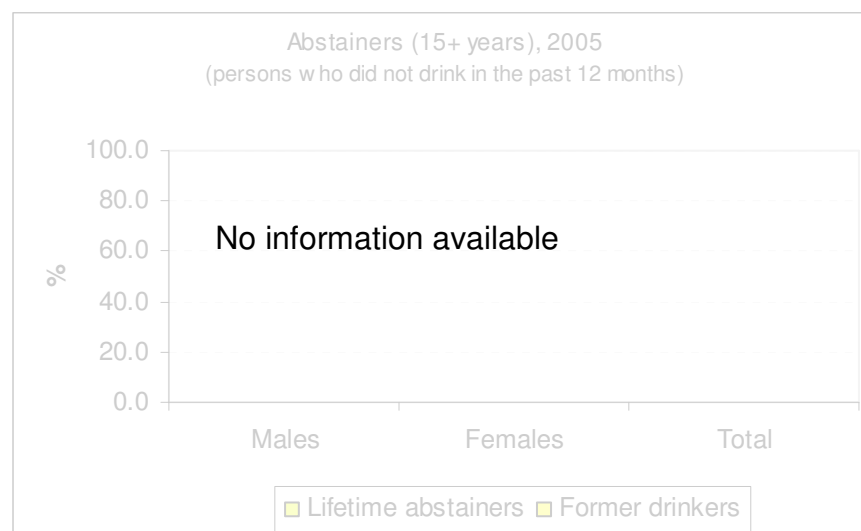 Abstainers (15+ years), 2005
(persons who did not drink in the past 12 months)
100.0
80.0
60.0
40.0
20.0
0.0
%
No information available
Males Females Total
Lifetime abstainers Former drinkers